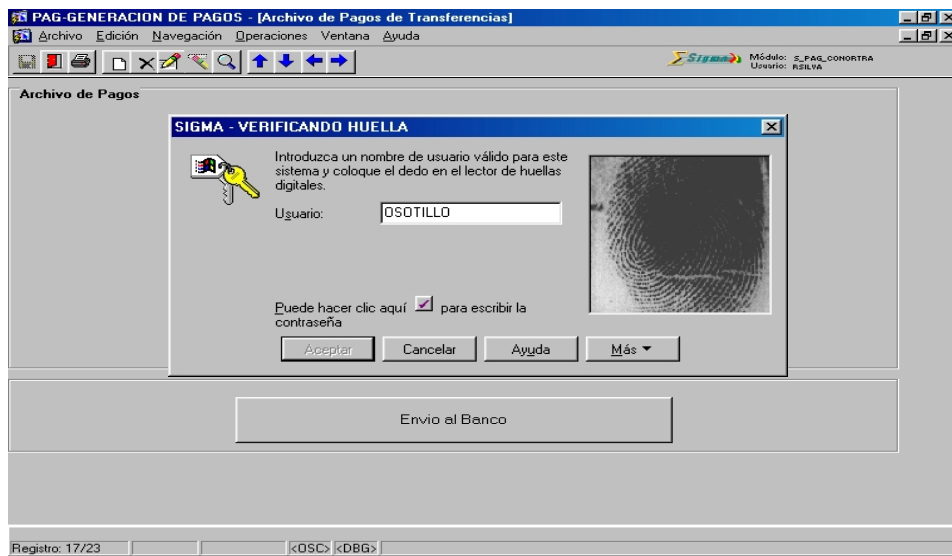 PAG-GENERACION DE PAGOS - [Archivo de Pagos de Transferencias]
Archivo Edición Navegación Operaciones Ventana Ayuda
Sigma
Módulo: S_PAG_CONORTRA
Usuario: RSILVA
Archivo de Pagos
SIGMA - VERIFICANDO HUELLA
Introduzca un nombre de usuario válido para este
sistema y coloque el dedo en el lector de huellas
digitales.
Usuario: OSOTILLO
Puede hacer clic aquí para escribir la
contraseña
Aceptar Cancelar Ayuda Más
Envio al Banco
Registro: 17/23 <OSC> <DBG>